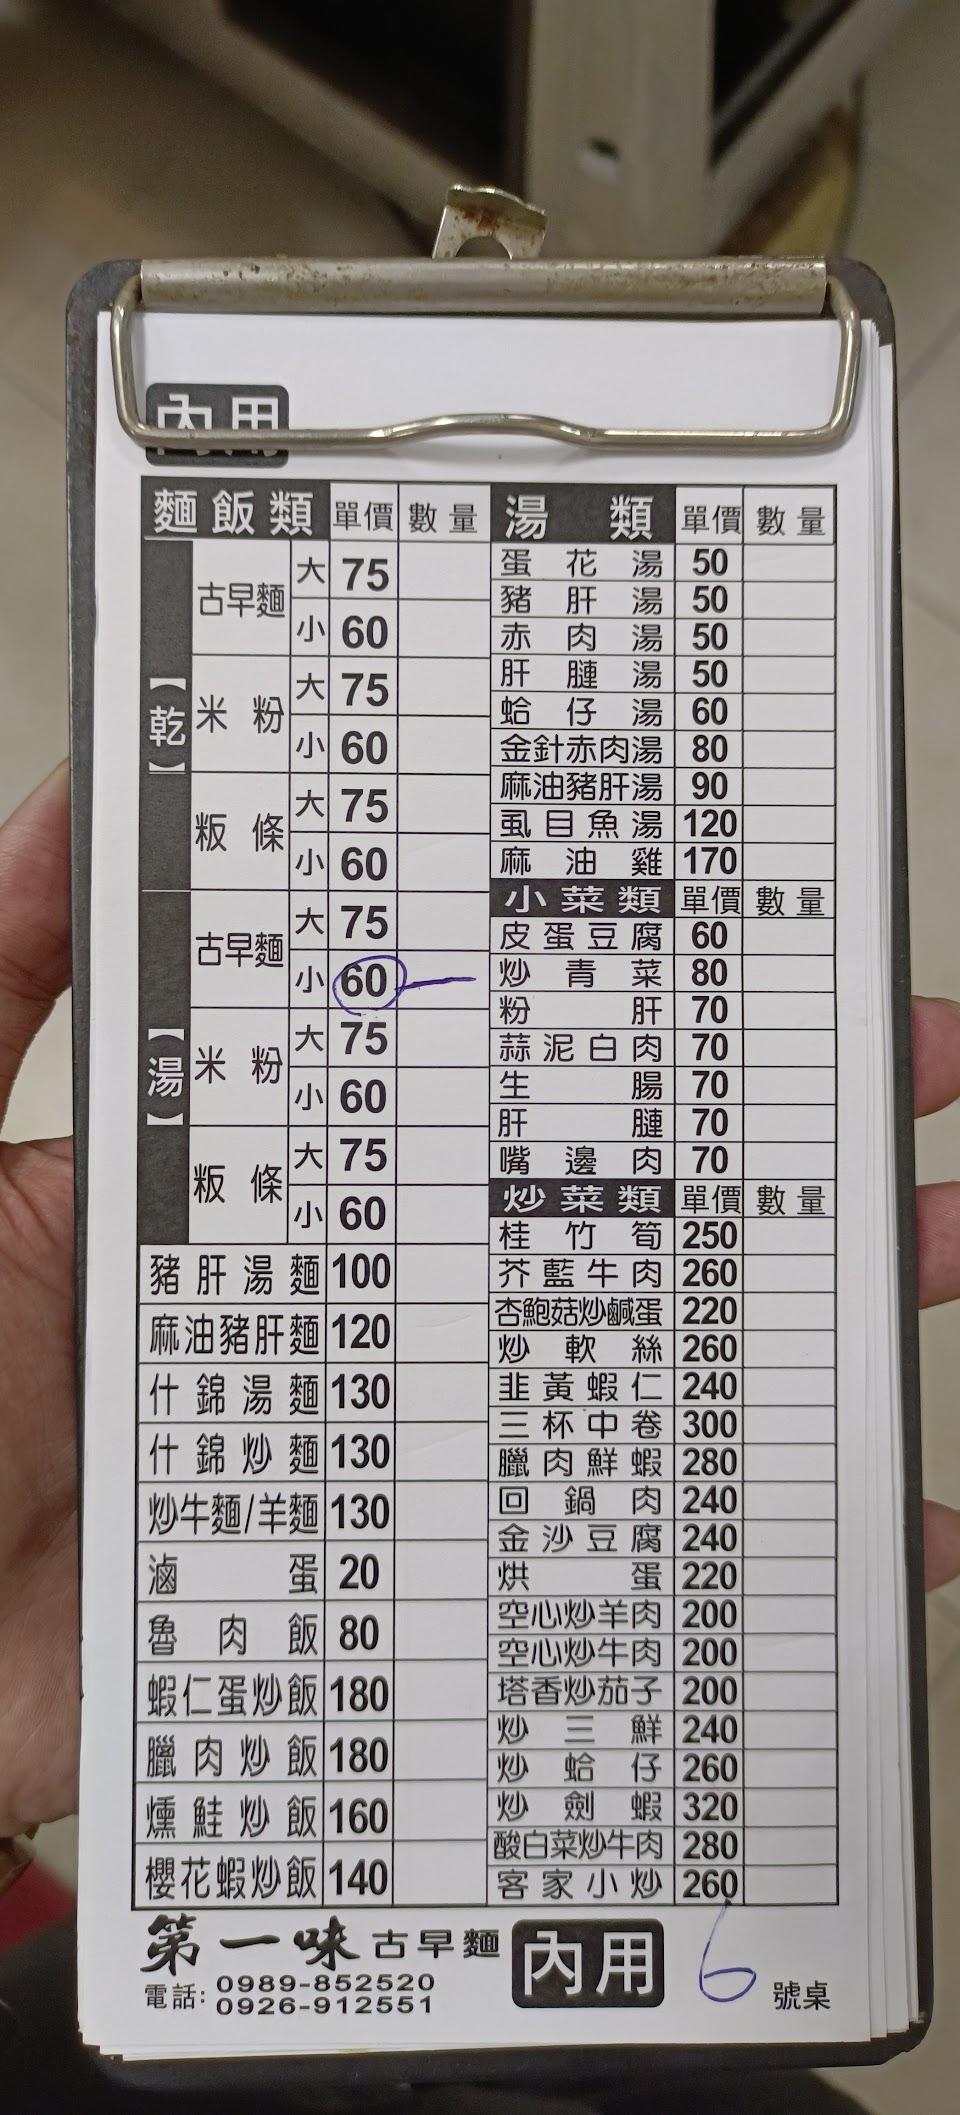 內用
麵飯類 單價 數量
【乾】
古早麵 大 75
小 60
米粉 大 75
小 60
粄條 大 75
小 60
【湯】
古早麵 大 75
小 60 一
米粉 大 75
小 60
粄條 大 75
小 60
豬肝湯麵 100
麻油豬肝麵 120
什錦湯麵 130
什錦炒麵 130
炒牛麵/羊麵 130
滷蛋 20
魯肉飯 80
蝦仁蛋炒飯 180
臘肉炒飯 180
燻鮭炒飯 160
櫻花蝦炒飯 140
湯類 單價 數量
蛋花湯 50
豬肝湯 50
赤肉湯 50
肝膢湯 50
蛤仔湯 60
金針赤肉湯 80
麻油豬肝湯 90
虱目魚湯 120
麻油雞 170
小菜類 單價 數量
皮蛋豆腐 60
炒青菜 80
粉肝 70
蒜泥白肉 70
生腸 70
肝膢 70
嘴邊肉 70
炒菜類 單價 數量
桂竹筍 250
芥藍牛肉 260
杏鮑菇炒鹹蛋 220
炒軟絲 260
韭黃蝦仁 240
三杯中卷 300
臘肉鮮蝦 280
回鍋肉 240
金沙豆腐 240
烘蛋 220
空心炒羊肉 200
空心炒牛肉 200
塔香炒茄子 200
炒三鮮 240
炒蛤仔 260
炒劍蝦 320
酸白菜炒牛肉 280
客家小炒 260
第一味 古早麵
電話: 0989-852520
0926-912551
內用
6 號桌